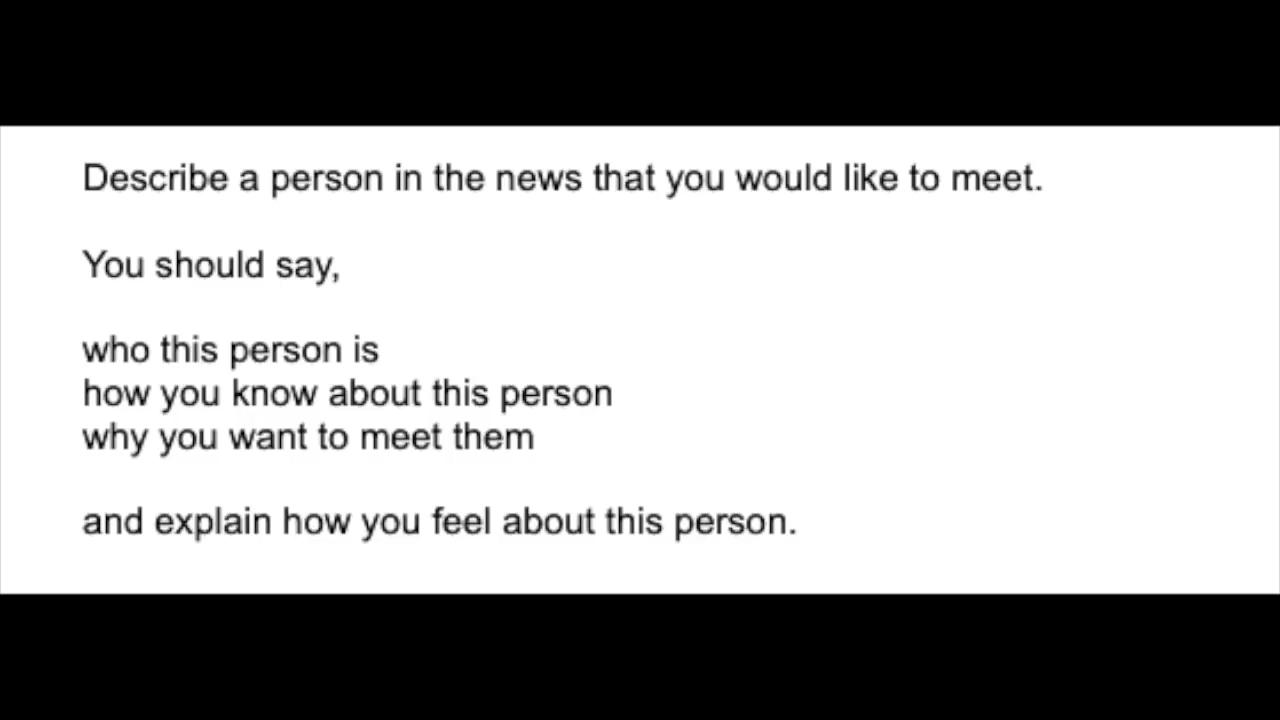 Describe a person in the news that you would like to meet.
You should say,
who this person is
how you know about this person
why you want to meet them
and explain how you feel about this person.